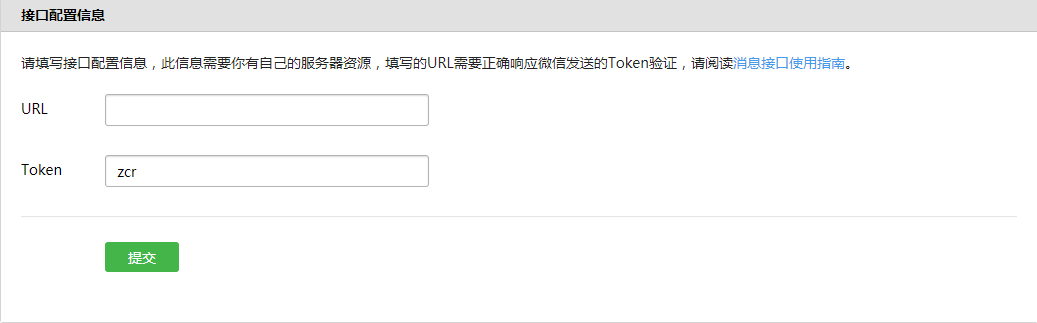 接口配置信息
请填写接口配置信息，此信息需要你有自己的服务器资源，填写的URL需要正确响应微信发送的Token验证，请阅读消息接口使用指南。
URL
Token zcr
提交